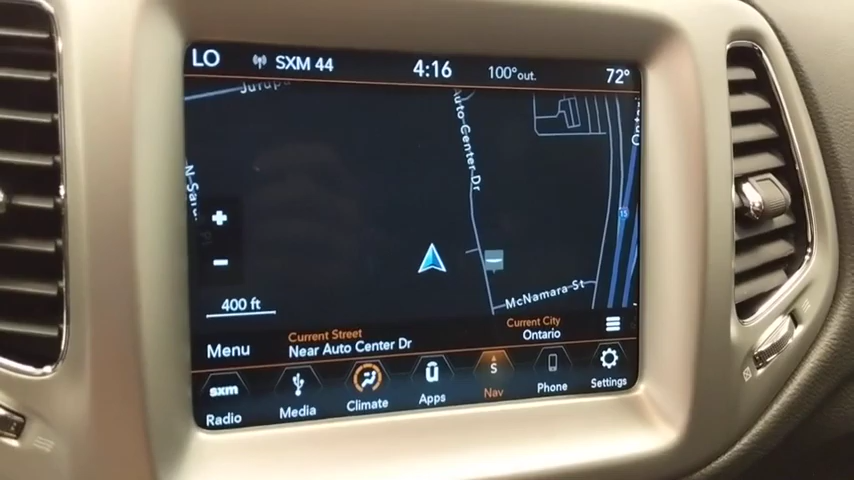 LO SXM 44 4:16 100° out. 72°
Auto Center Dr
15
400 ft
McNamara St
Current Street
Near Auto Center Dr
Current City
Ontario
Menu
sxm
S
Radio
Media
Climate
Apps
Nav
Phone
Settings